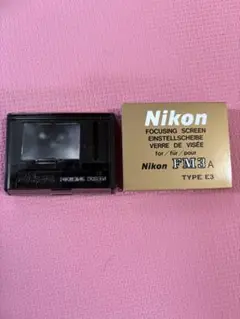 Nikon
FOCUSING SCREEN
EINSTELLSCHEIBE
VERRE DE VISÉE
for/für/pour
Nikon FM3A
TYPE E3